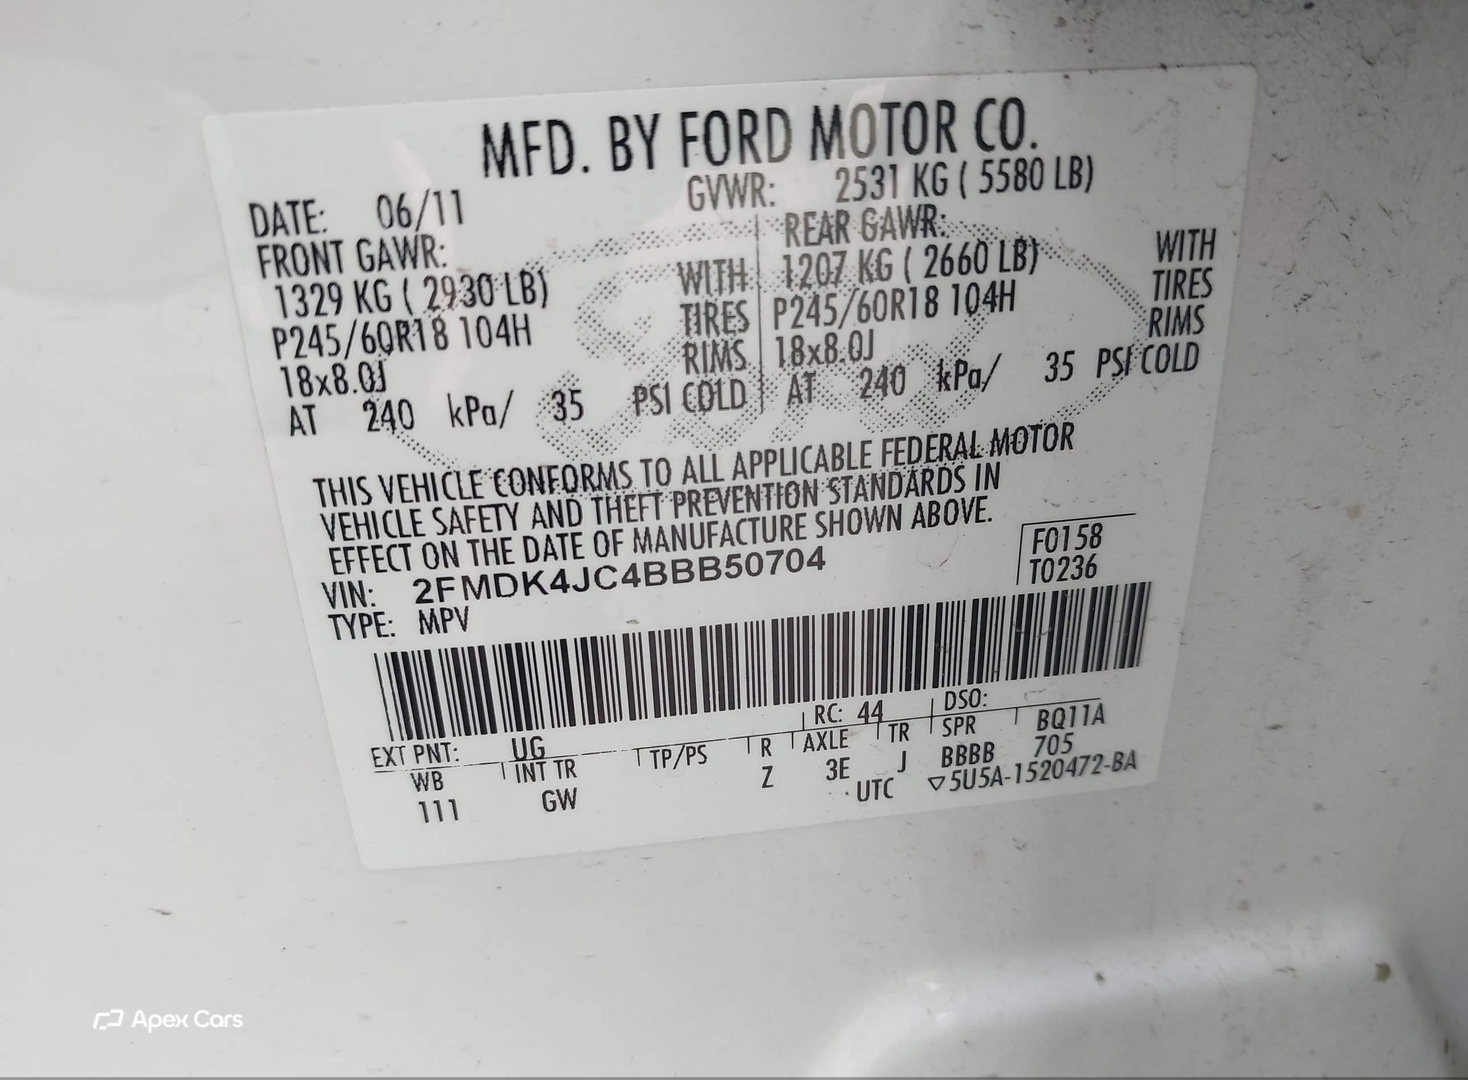 MFD. BY FORD MOTOR CO.
DATE: 06/11 GVWR: 2531 KG ( 5580 LB)
FRONT GAWR: REAR GAWR:
1329 KG ( 2930 LB) WITH 1207 KG ( 2660 LB) WITH
P245/60R18 104H TIRES P245/60R18 104H TIRES
18x8.0J RIMS 18x8.0J RIMS
AT 240 kPa/ 35 PSI COLD AT 240 kPa/ 35 PSI COLD
THIS VEHICLE CONFORMS TO ALL APPLICABLE FEDERAL MOTOR
VEHICLE SAFETY AND THEFT PREVENTION STANDARDS IN
EFFECT ON THE DATE OF MANUFACTURE SHOWN ABOVE.
VIN: 2FMDK4JC4BBB50704 F0158
TYPE: MPV T0236
EXT PNT: UG RC: 44 DSO:
WB INT TR TP/PS R AXLE TR SPR BQ11A
111 GW Z 3E J BBBB 705
UTC ▽5U5A-1520472-BA
Apex Cars